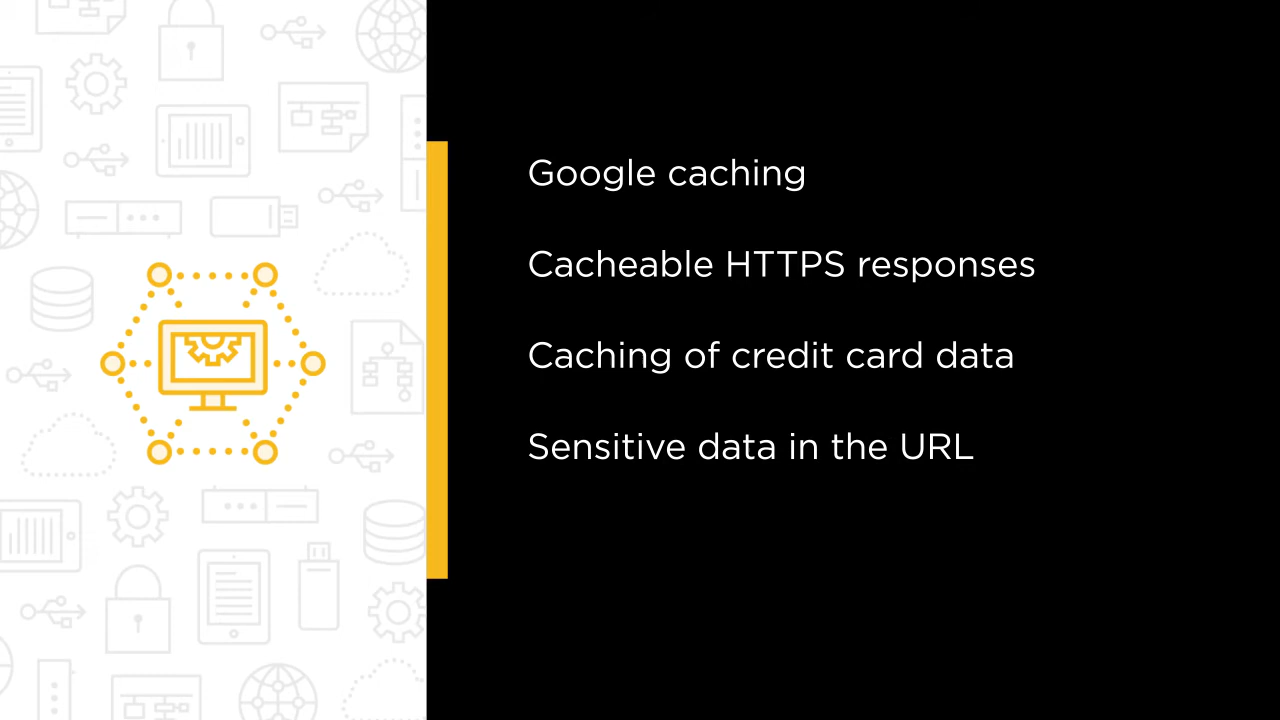 Google caching
Cacheable HTTPS responses
Caching of credit card data
Sensitive data in the URL